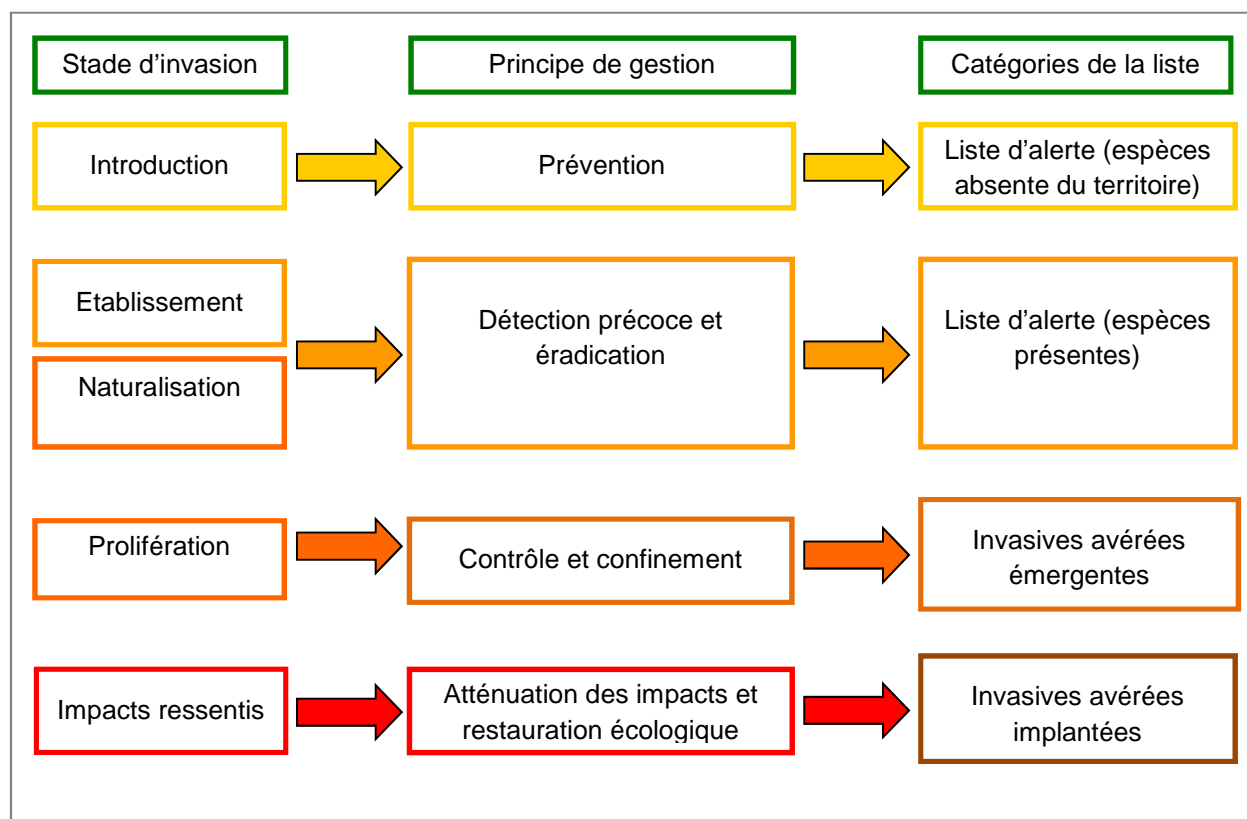 Stade d’invasion
Principe de gestion
Catégories de la liste
Introduction
Prévention
Liste d’alerte (espèces
absente du territoire)
Etablissement
Naturalisation
Détection précoce et
éradication
Liste d’alerte (espèces
présentes)
Prolifération
Contrôle et confinement
Invasives avérées
émergentes
Impacts ressentis
Atténuation des impacts et
restauration écologique
Invasives avérées
implantées